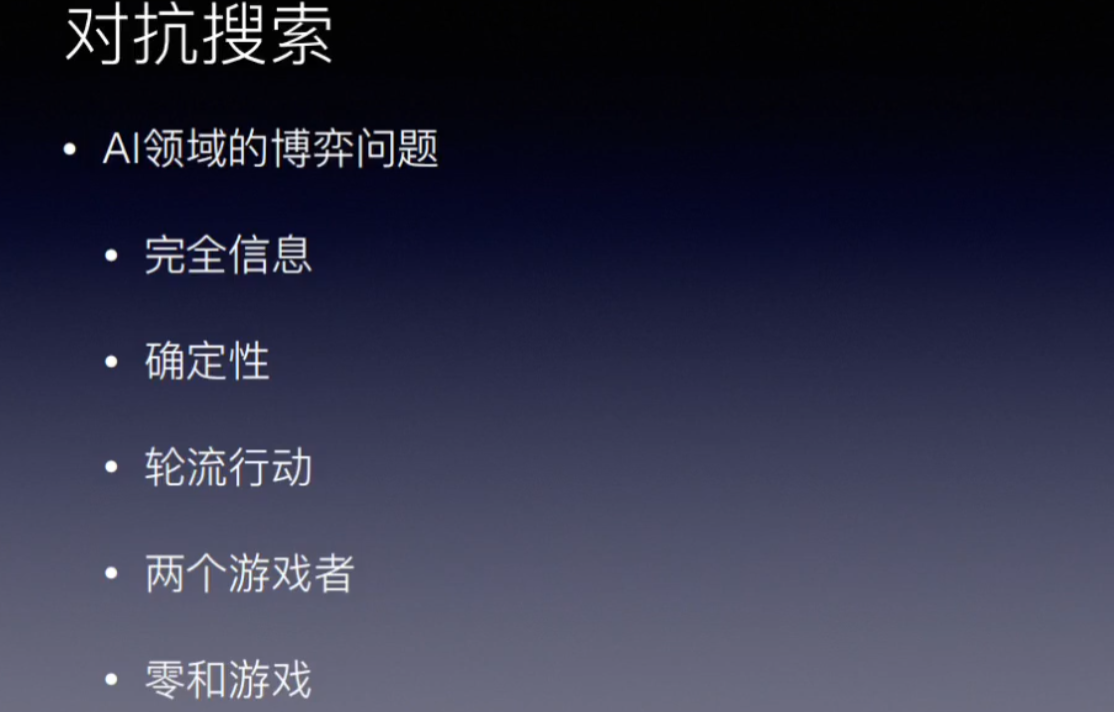 对抗搜索
• AI领域的博弈问题
• 完全信息
• 确定性
• 轮流行动
• 两个游戏者
• 零和游戏